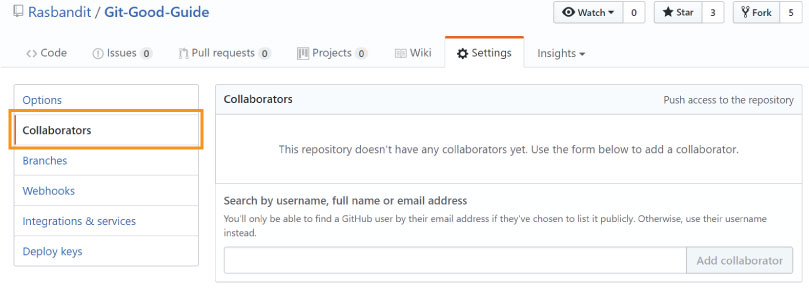 Rasbandit / Git-Good-Guide
Watch 0 Star 3 Fork 5
Code Issues 0 Pull requests 0 Projects 0 Wiki Settings Insights
Options
Collaborators
Branches
Webhooks
Integrations & services
Deploy keys
Collaborators Push access to the repository
This repository doesn't have any collaborators yet. Use the form below to add a collaborator.
Search by username, full name or email address
You'll only be able to find a GitHub user by their email address if they've chosen to list it publicly. Otherwise, use their username
instead.
Add collaborator